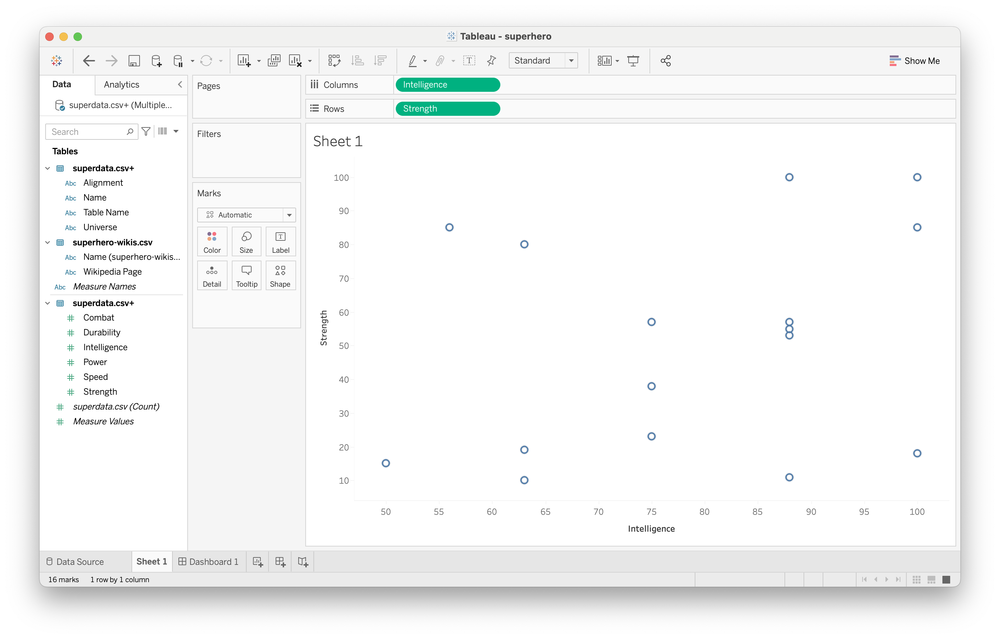 Tableau - superhero
Standard
Show Me
Data
Analytics
superdata.csv+ (Multiple...
Search
Tables
superdata.csv+
Abc Alignment
Abc Name
Abc Table Name
Abc Universe
superhero-wikis.csv
Abc Name (superhero-wikis...
Abc Wikipedia Page
Abc Measure Names
superdata.csv+
# Combat
# Durability
# Intelligence
# Power
# Speed
# Strength
# superdata.csv (Count)
# Measure Values
Pages
Filters
Marks
Automatic
Color
Size
T
Label
Detail
Tooltip
Shape
Columns
Intelligence
Rows
Strength
Sheet 1
100
90
80
70
60
50
40
30
20
10
Strength
50 55 60 65 70 75 80 85 90 95 100
Intelligence
Data Source
Sheet 1
Dashboard 1
16 marks
1 row by 1 column